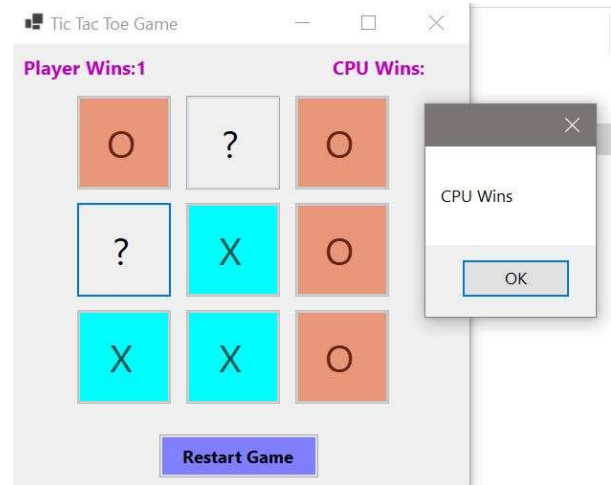 Tic Tac Toe Game
Player Wins:1 CPU Wins:
O ? O
? X O
X X O
Restart Game
CPU Wins
OK